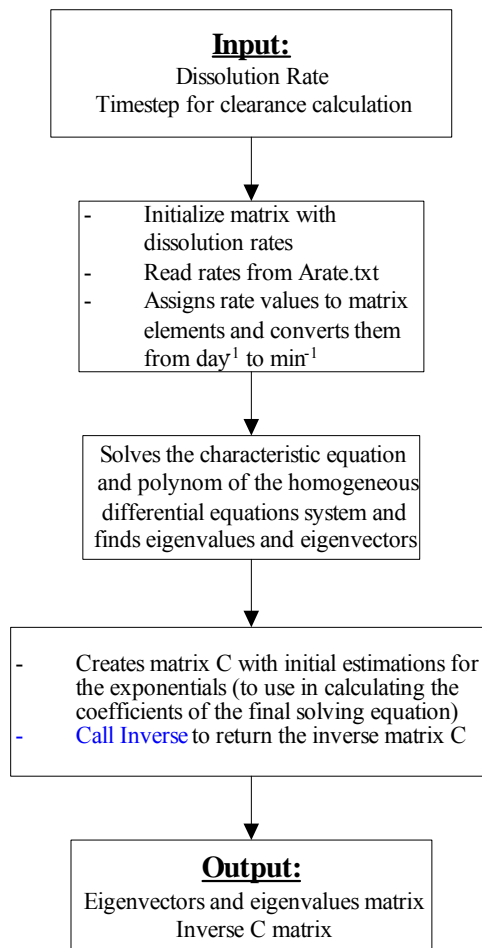 Input:
Dissolution Rate
Timestep for clearance calculation
- Initialize matrix with
dissolution rates
- Read rates from Arate.txt
- Assigns rate values to matrix
elements and converts them
from day¹ to min⁻¹
Solves the characteristic equation
and polynom of the homogeneous
differential equations system and
finds eigenvalues and eigenvectors
- Creates matrix C with initial estimations for
the exponentials (to use in calculating the
coefficients of the final solving equation)
- Call Inverse to return the inverse matrix C
Output:
Eigenvectors and eigenvalues matrix
Inverse C matrix